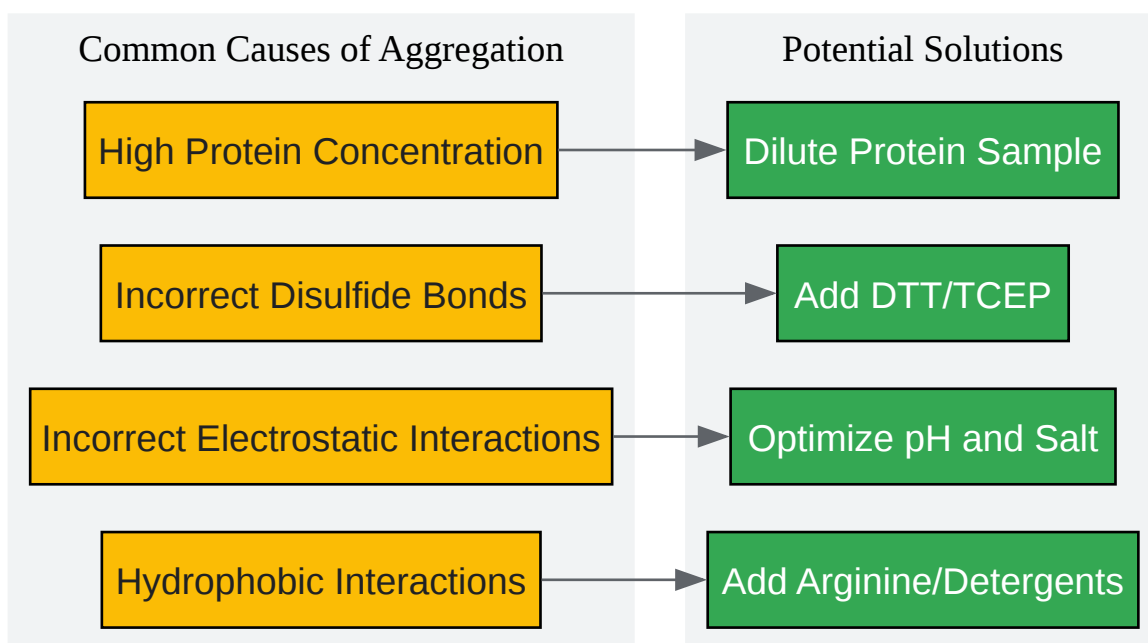 Common Causes of Aggregation
Potential Solutions
High Protein Concentration
Dilute Protein Sample
Incorrect Disulfide Bonds
Add DTT/TCEP
Incorrect Electrostatic Interactions
Optimize pH and Salt
Hydrophobic Interactions
Add Arginine/Detergents